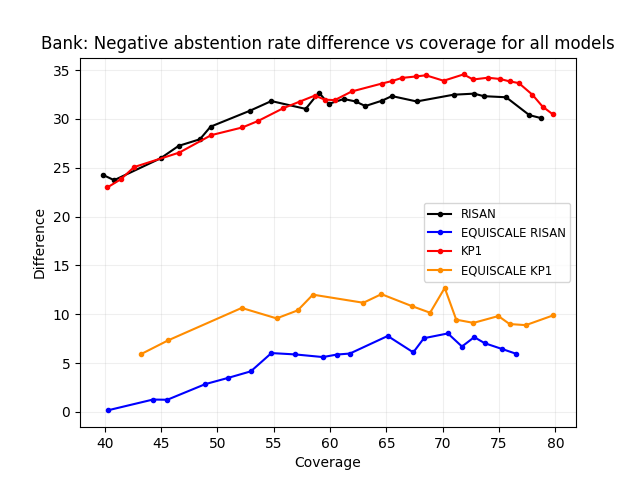 Bank: Negative abstention rate difference vs coverage for all models
35
30
25
20
15
10
5
0
Difference
RISAN
EQUISCALE RISAN
KP1
EQUISCALE KP1
40 45 50 55 60 65 70 75 80
Coverage